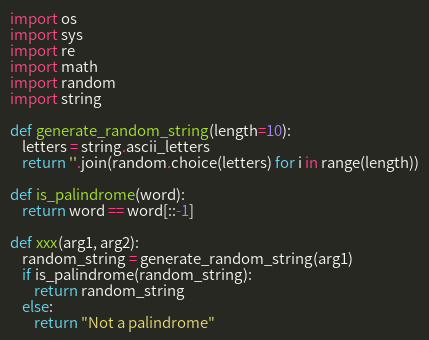 import os
import sys
import re
import math
import random
import string

def generate_random_string(length=10):
    letters = string.ascii_letters
    return ''.join(random.choice(letters) for i in range(length))

def is_palindrome(word):
    return word == word[::-1]

def xxx(arg1, arg2):
    random_string = generate_random_string(arg1)
    if is_palindrome(random_string):
        return random_string
    else:
        return "Not a palindrome"